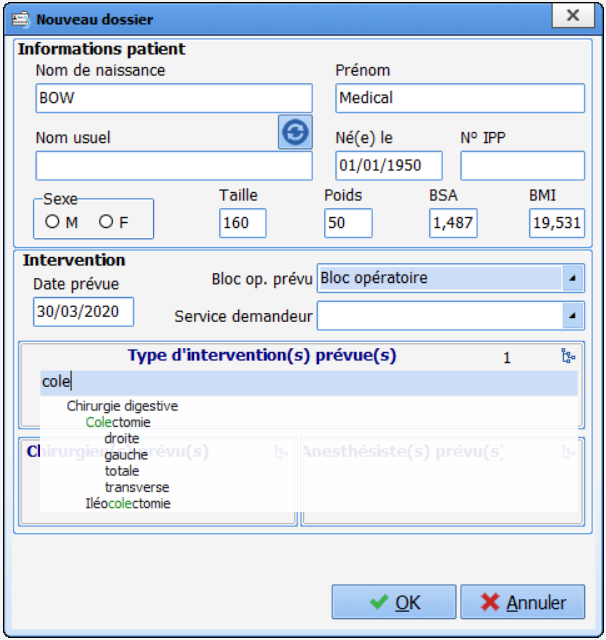 Nouveau dossier
Informations patient
Nom de naissance Prénom
BOW Medical
Nom usuel Né(e) le N° IPP
01/01/1950
Sexe Taille Poids BSA BMI
M F 160 50 1,487 19,531
Intervention
Date prévue Bloc op. prévu Bloc opératoire
30/03/2020 Service demandeur
Type d'intervention(s) prévue(s) 1
cole
Chirurgie digestive
Colectomie
droite
Chirurgien(s) prévu(s) Anesthésiste(s) prévu(s)
gauche
totale
transverse
Iléocolectomie
OK Annuler